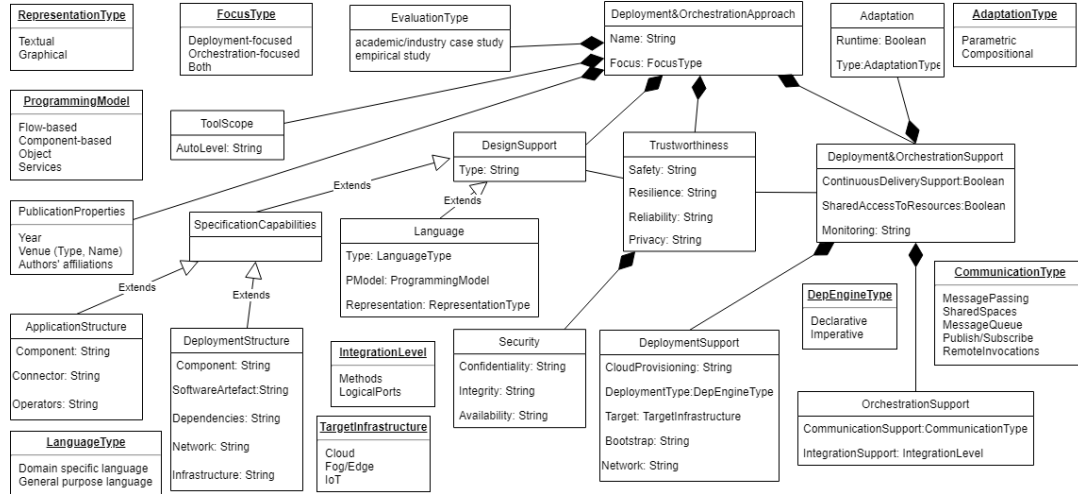 RepresentationType
Textual
Graphical
FocusType
Deployment-focused
Orchestration-focused
Both
EvaluationType
academic/industry case study
empirical study
Deployment&OrchestrationApproach
Name: String
Focus: FocusType
Adaptation
Runtime: Boolean
Type:AdaptationType
AdaptationType
Parametric
Compositional
ProgrammingModel
Flow-based
Component-based
Object
Services
ToolScope
AutoLevel: String
DesignSupport
Type: String
Trustworthiness
Safety: String
Resilience: String
Reliability: String
Privacy: String
Deployment&OrchestrationSupport
ContinuousDeliverySupport:Boolean
SharedAccessToResources:Boolean
Monitoring: String
Extends
Extends
PublicationProperties
Year
Venue (Type, Name)
Authors' affiliations
SpecificationCapabilities
Language
Type: LanguageType
PModel: ProgrammingModel
Representation: RepresentationType
Extends
Extends
CommunicationType
MessagePassing
SharedSpaces
MessageQueue
Publish/Subscribe
RemoteInvocations
DepEngineType
Declarative
Imperative
ApplicationStructure
Component: String
Connector: String
Operators: String
DeploymentStructure
Component: String
SoftwareArtefact:String
Dependencies: String
Network: String
Infrastructure: String
IntegrationLevel
Methods
LogicalPorts
Security
Confidentiality: String
Integrity: String
Availability: String
DeploymentSupport
CloudProvisioning: String
DeploymentType:DepEngineType
Target: TargetInfrastructure
Bootstrap: String
Network: String
OrchestrationSupport
CommunicationSupport:CommunicationType
IntegrationSupport: IntegrationLevel
LanguageType
Domain specific language
General purpose language
TargetInfrastructure
Cloud
Fog/Edge
IoT